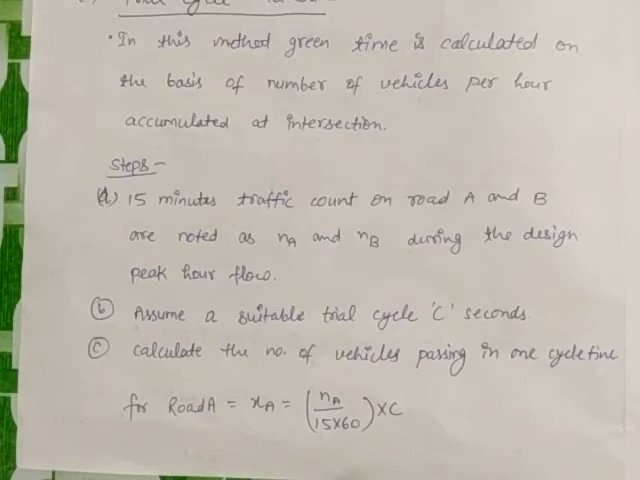 • In this method green time is calculated on
the basis of number of vehicles per hour
accumulated at intersection.
Steps -
(a) 15 minutes traffic count on road A and B
are noted as nA and nB during the design
peak hour flow.
(b) Assume a suitable trial cycle 'C' seconds.
(c) calculate the no. of vehicles passing in one cycle time
for Road A = xA = (nA / 15×60) × C